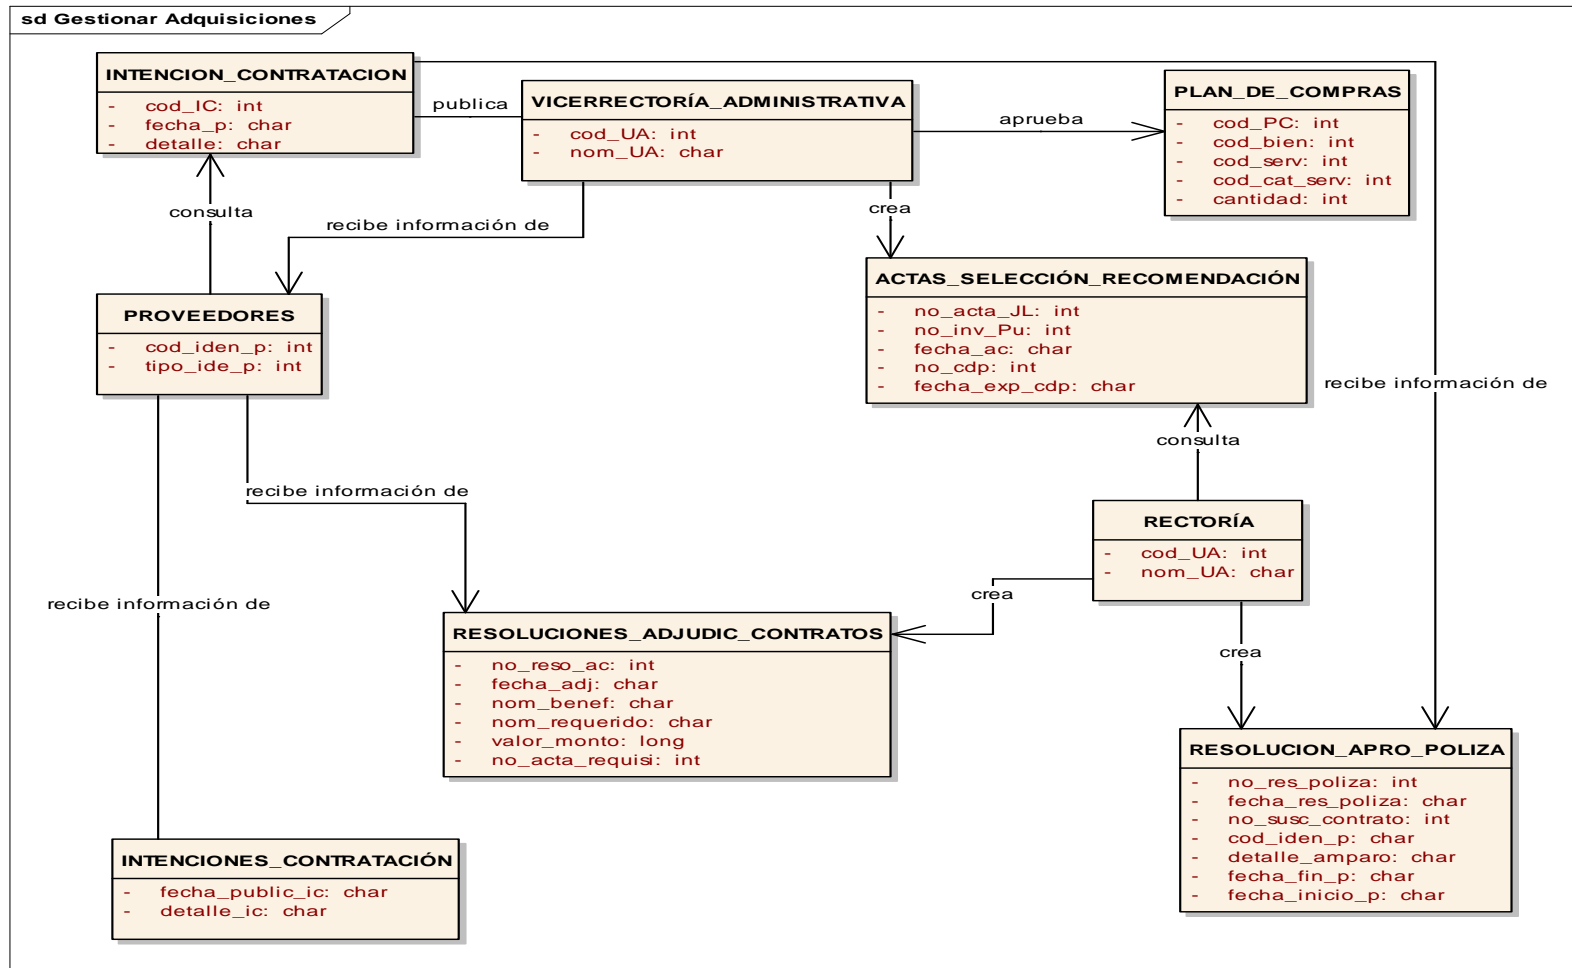 sd Gestionar Adquisiciones
INTENCION_CONTRATACION
- cod_IC: int
- fecha_p: char
- detalle: char
publica
VICERRECTORÍA_ADMINISTRATIVA
- cod_UA: int
- nom_UA: char
aprueba
PLAN_DE_COMPRAS
- cod_PC: int
- cod_bien: int
- cod_serv: int
- cod_cat_serv: int
- cantidad: int
consulta
recibe información de
crea
ACTAS_SELECCIÓN_RECOMENDACIÓN
- no_acta_JL: int
- no_inv_Pu: int
- fecha_ac: char
- no_cdp: int
- fecha_exp_cdp: char
PROVEEDORES
- cod_iden_p: int
- tipo_ide_p: int
recibe información de
consulta
recibe información de
RECTORÍA
- cod_UA: int
- nom_UA: char
recibe información de
crea
crea
RESOLUCIONES_ADJUDIC_CONTRATOS
- no_reso_ac: int
- fecha_adj: char
- nom_benef: char
- nom_requerido: char
- valor_monto: long
- no_acta_requisi: int
RESOLUCION_APRO_POLIZA
- no_res_poliza: int
- fecha_res_poliza: char
- no_susc_contrato: int
- cod_iden_p: char
- detalle_amparo: char
- fecha_fin_p: char
- fecha_inicio_p: char
INTENCIONES_CONTRATACIÓN
- fecha_public_ic: char
- detalle_ic: char